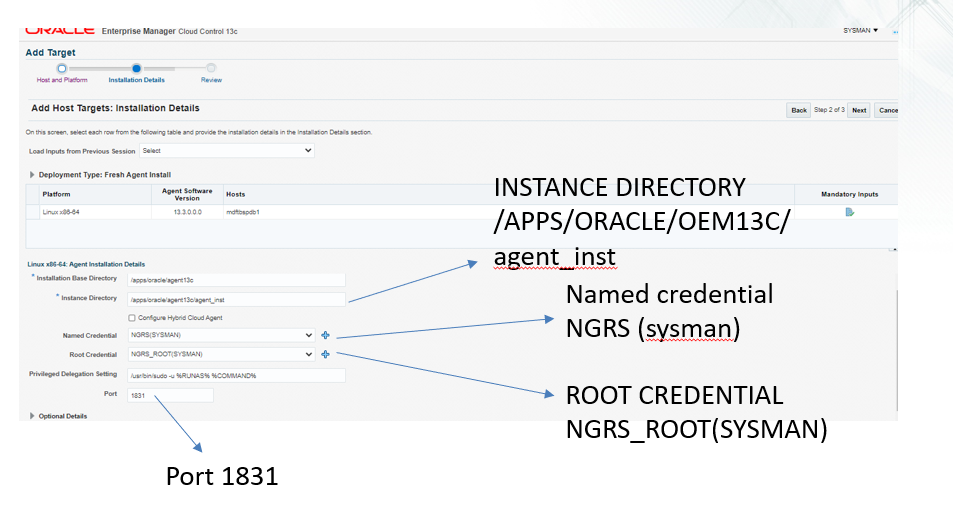 ORACLE Enterprise Manager Cloud Control 13c
SYSMAN
Add Target
Host and Platform
Installation Details
Review
Add Host Targets: Installation Details
Back Step 2 of 3 Next Cance
On this screen, select each row from the following table and provide the installation details in the Installation Details section.
Load Inputs from Previous Session Select
Deployment Type: Fresh Agent Install
Platform
Agent Software
Version
Hosts
Mandatory Inputs
Linux x86-64
13.3.0.0.0
Linux x86-64: Agent Installation Details
* Installation Base Directory /apps/oracle/agent13c
* Instance Directory /apps/oracle/agent13c/agent_inst
Configure Hybrid Cloud Agent
Named Credential NGRS(SYSMAN)
Root Credential NGRS_ROOT(SYSMAN)
Privileged Delegation Setting /usr/bin/sudo -u %RUNAS% %COMMAND%
Port 1831
Optional Details
INSTANCE DIRECTORY
/APPS/ORACLE/OEM13C/
agent_inst
Named credential
NGRS (sysman)
ROOT CREDENTIAL
NGRS_ROOT(SYSMAN)
Port 1831